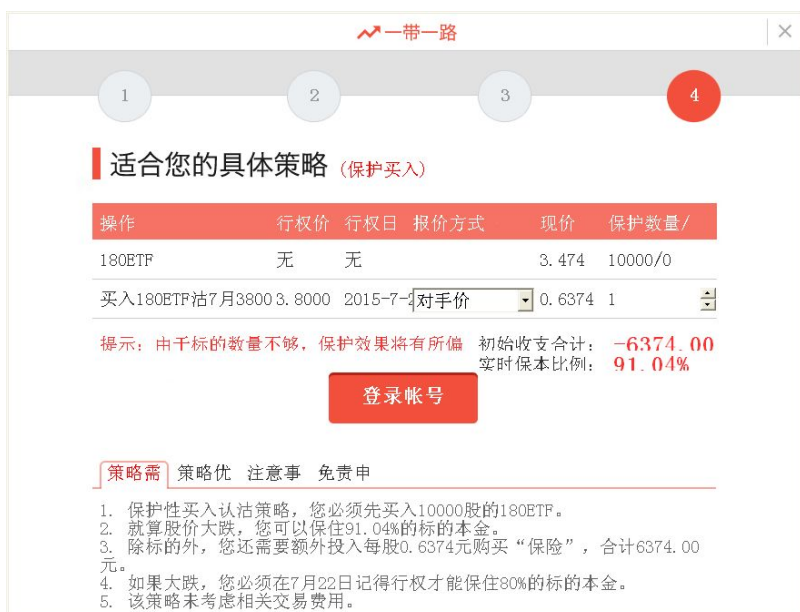 一带一路
1 2 3 4
适合您的具体策略 (保护买入)
操作 行权价 行权日 报价方式 现价 保护数量/
180ETF 无 无 3.474 10000/0
买入180ETF沽7月3800 3.8000 2015-7-2 对手价 0.6374 1
提示：由于标的数量不够，保护效果将有所偏 初始收支合计： -6374.00
实时保本比例： 91.04%
登录帐号
策略需 策略优 注意事 免责申
1. 保护性买入认沽策略，您必须先买入10000股的180ETF。
2. 就算股价大跌，您可以保住91.04%的标的本金。
3. 除标的外，您还需要额外投入每股0.6374元购买“保险”，合计6374.00
元。
4. 如果大跌，您必须在7月22日记得行权才能保住80%的标的本金。
5. 该策略未考虑相关交易费用。